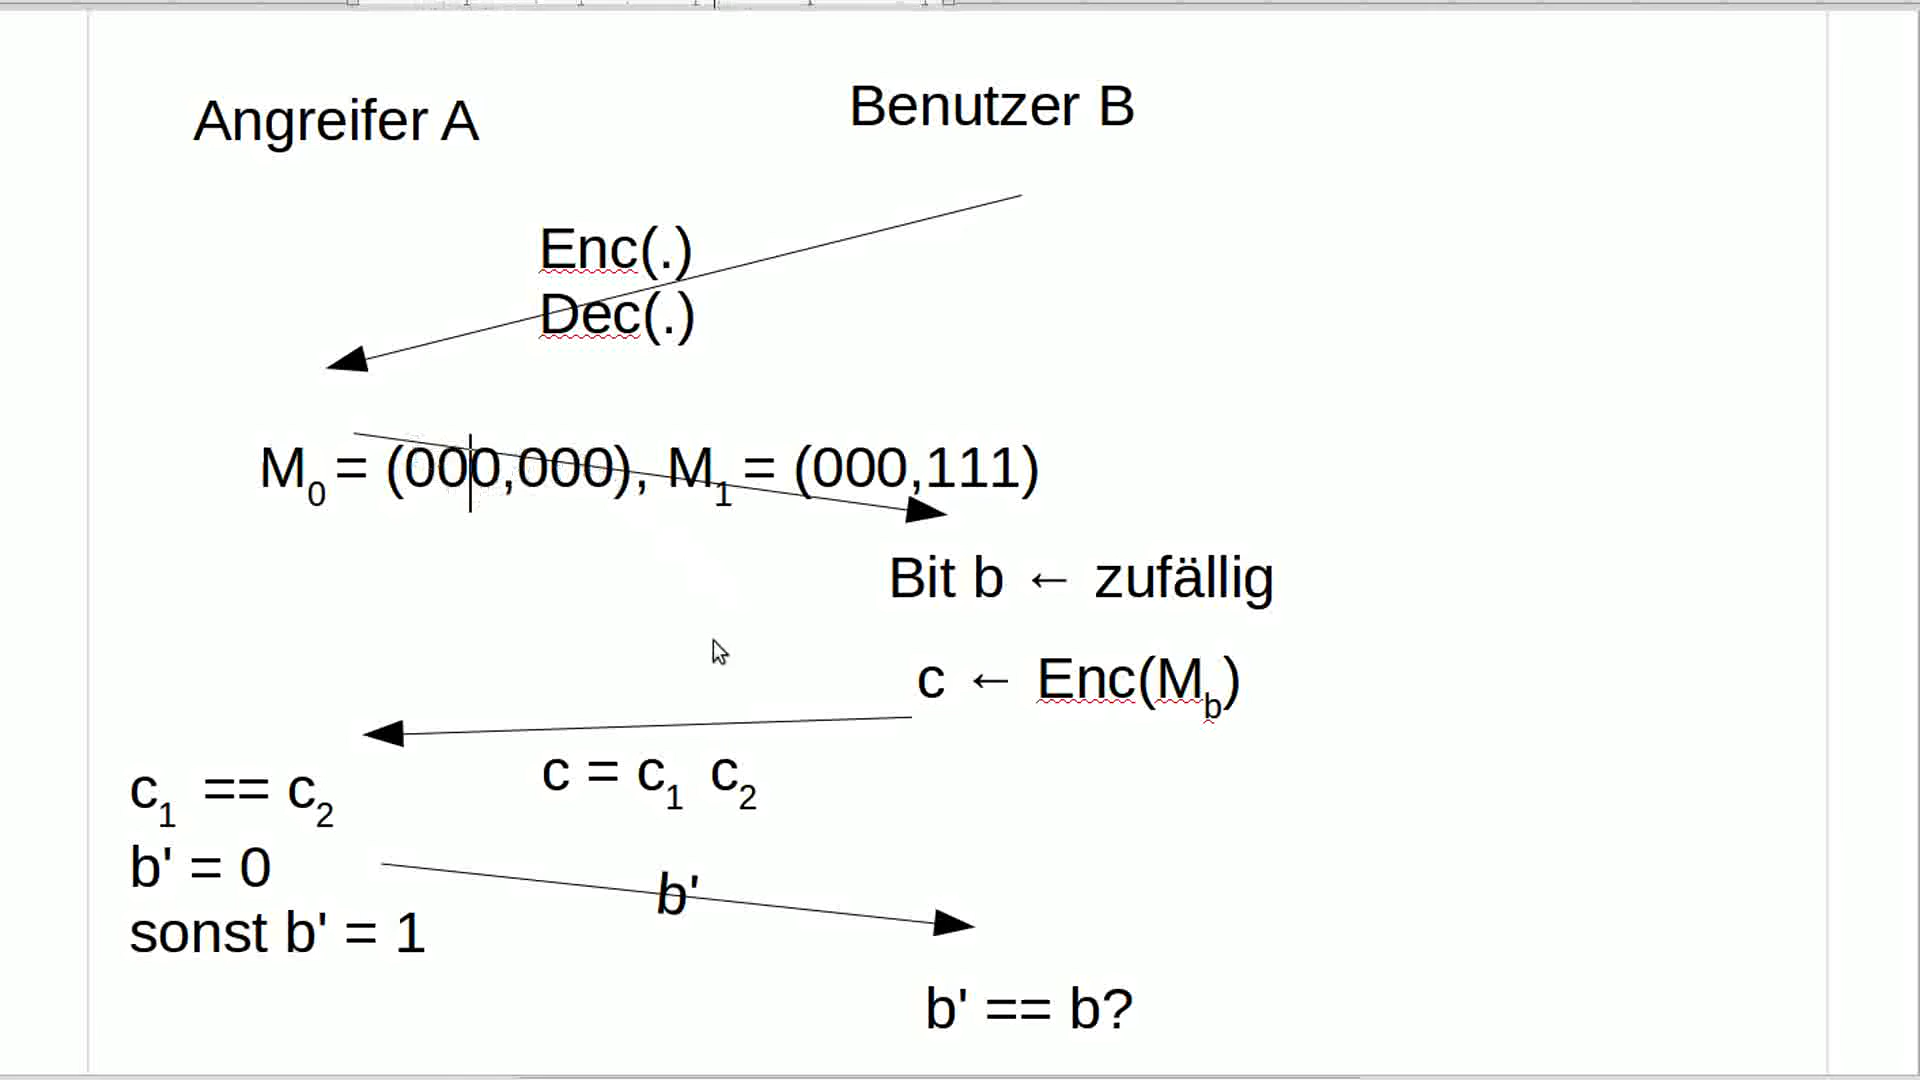 Angreifer A
Benutzer B
Enc(.)
Dec(.)
M0 = (000,000), M1 = (000,111)
Bit b ← zufällig
c ← Enc(Mb)
c = c1 c2
c1 == c2
b' = 0
sonst b' = 1
b'
b' == b?